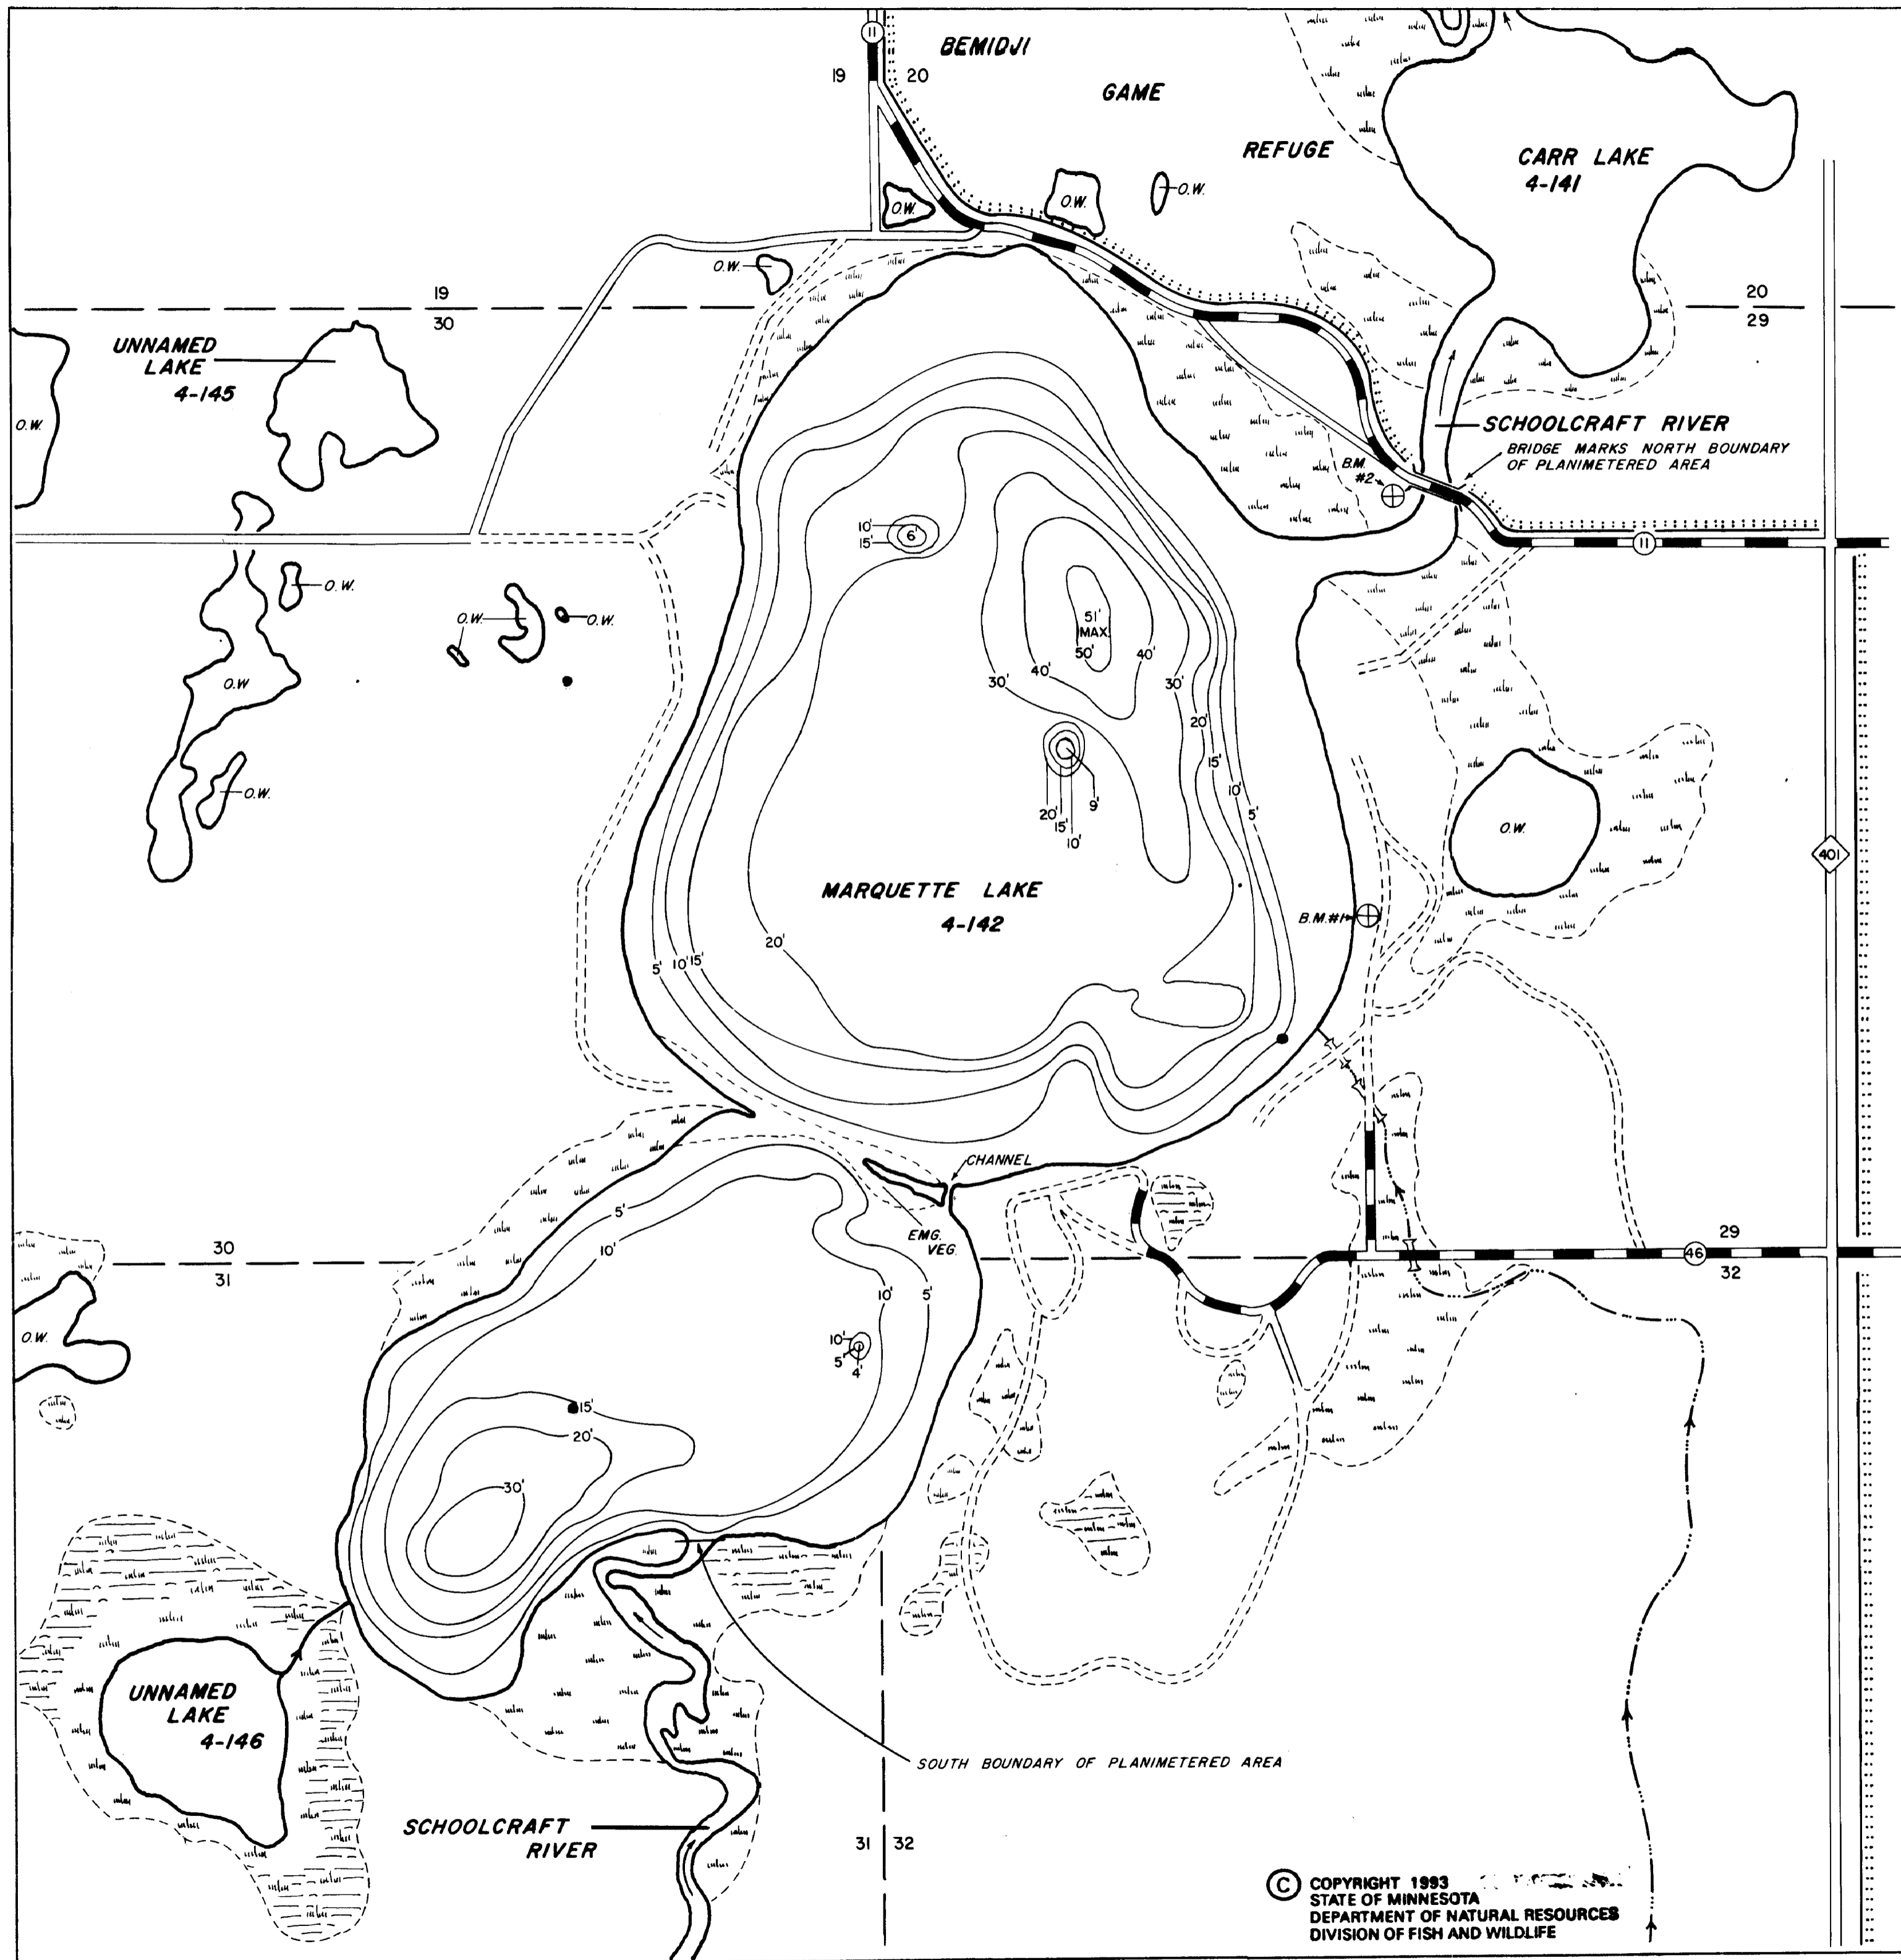 11
BEMIDJI
19 20
GAME
REFUGE
CARR LAKE
4-141
O.W.
O.W.
O.W.
O.W.
19
30
20
29
UNNAMED
LAKE
4-145
O.W.
SCHOOLCRAFT RIVER
BRIDGE MARKS NORTH BOUNDARY
OF PLANIMETERED AREA
B.M.
#2
10'
15'
6'
11
O.W.
O.W.
O.W.
O.W
51'
MAX.
50'
40'
40'
30'
30'
20'
15'
10'
5'
O.W.
20'
15'
10'
9'
O.W.
401
MARQUETTE LAKE
4-142
B.M.#1
20'
5' 10' 15'
CHANNEL
EMG.
VEG.
5'
10'
30
31
29
46
32
10'
5'
O.W.
10'
5'
4'
15'
20'
30'
UNNAMED
LAKE
4-146
SOUTH BOUNDARY OF PLANIMETERED AREA
SCHOOLCRAFT
RIVER
31 32
C COPYRIGHT 1993
STATE OF MINNESOTA
DEPARTMENT OF NATURAL RESOURCES
DIVISION OF FISH AND WILDLIFE